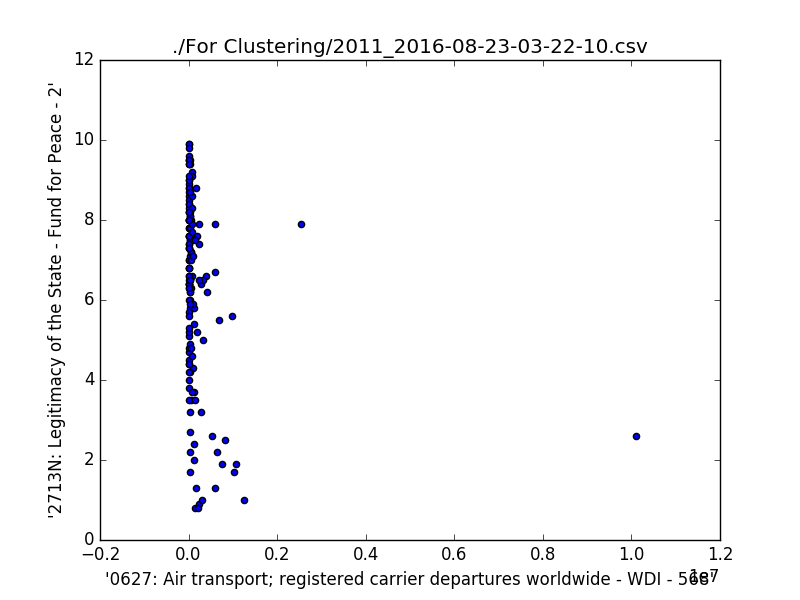 ./For Clustering/2011_2016-08-23-03-22-10.csv
'2713N: Legitimacy of the State - Fund for Peace - 2'
12
10
8
6
4
2
0
−0.2 0.0 0.2 0.4 0.6 0.8 1.0 1.2
1e7
'0627: Air transport; registered carrier departures worldwide - WDI - 568'